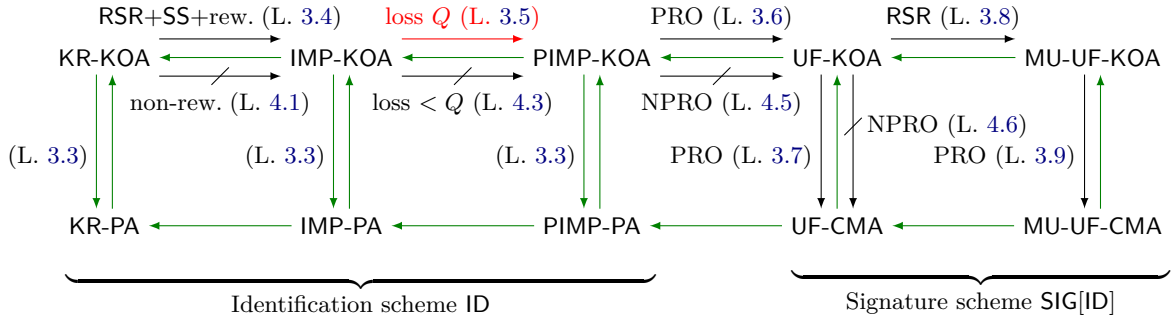 RSR+SS+rew. (L. 3.4) loss Q (L. 3.5) PRO (L. 3.6) RSR (L. 3.8)
KR-KOA IMP-KOA PIMP-KOA UF-KOA MU-UF-KOA
non-rew. (L. 4.1) loss < Q (L. 4.3) NPRO (L. 4.5)
NPRO (L. 4.6)
(L. 3.3) (L. 3.3) (L. 3.3) PRO (L. 3.7) PRO (L. 3.9)
KR-PA IMP-PA PIMP-PA UF-CMA MU-UF-CMA
Identification scheme ID Signature scheme SIG[ID]